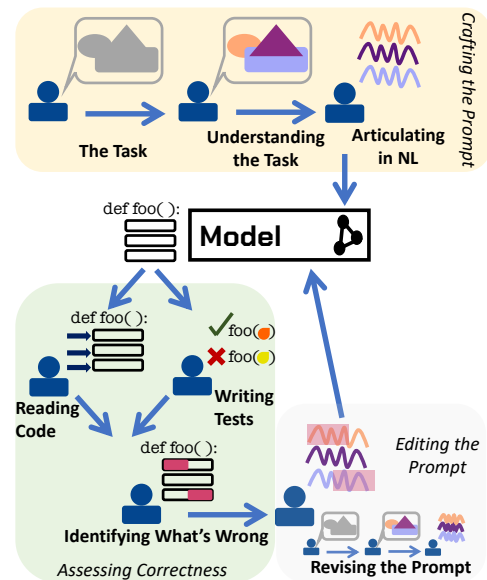 Crafting the Prompt
The Task
Understanding
the Task
Articulating
in NL
def foo( ):
Model
def foo( ):
foo( )
foo( )
Reading
Code
Writing
Tests
def foo( ):
Identifying What's Wrong
Assessing Correctness
Editing the
Prompt
Revising the Prompt